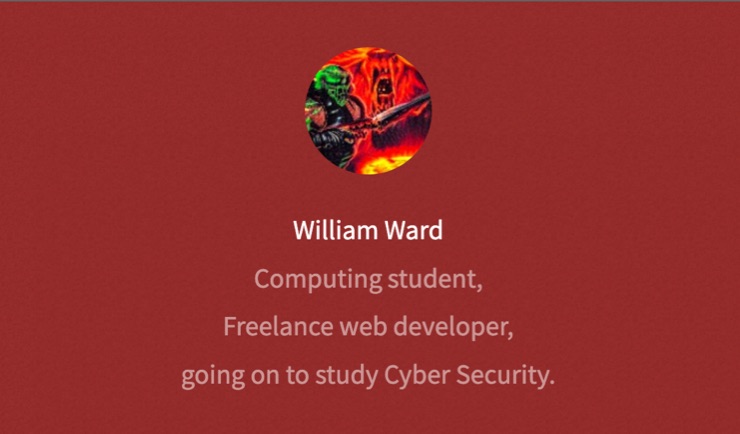 William Ward
Computing student,
Freelance web developer,
going on to study Cyber Security.